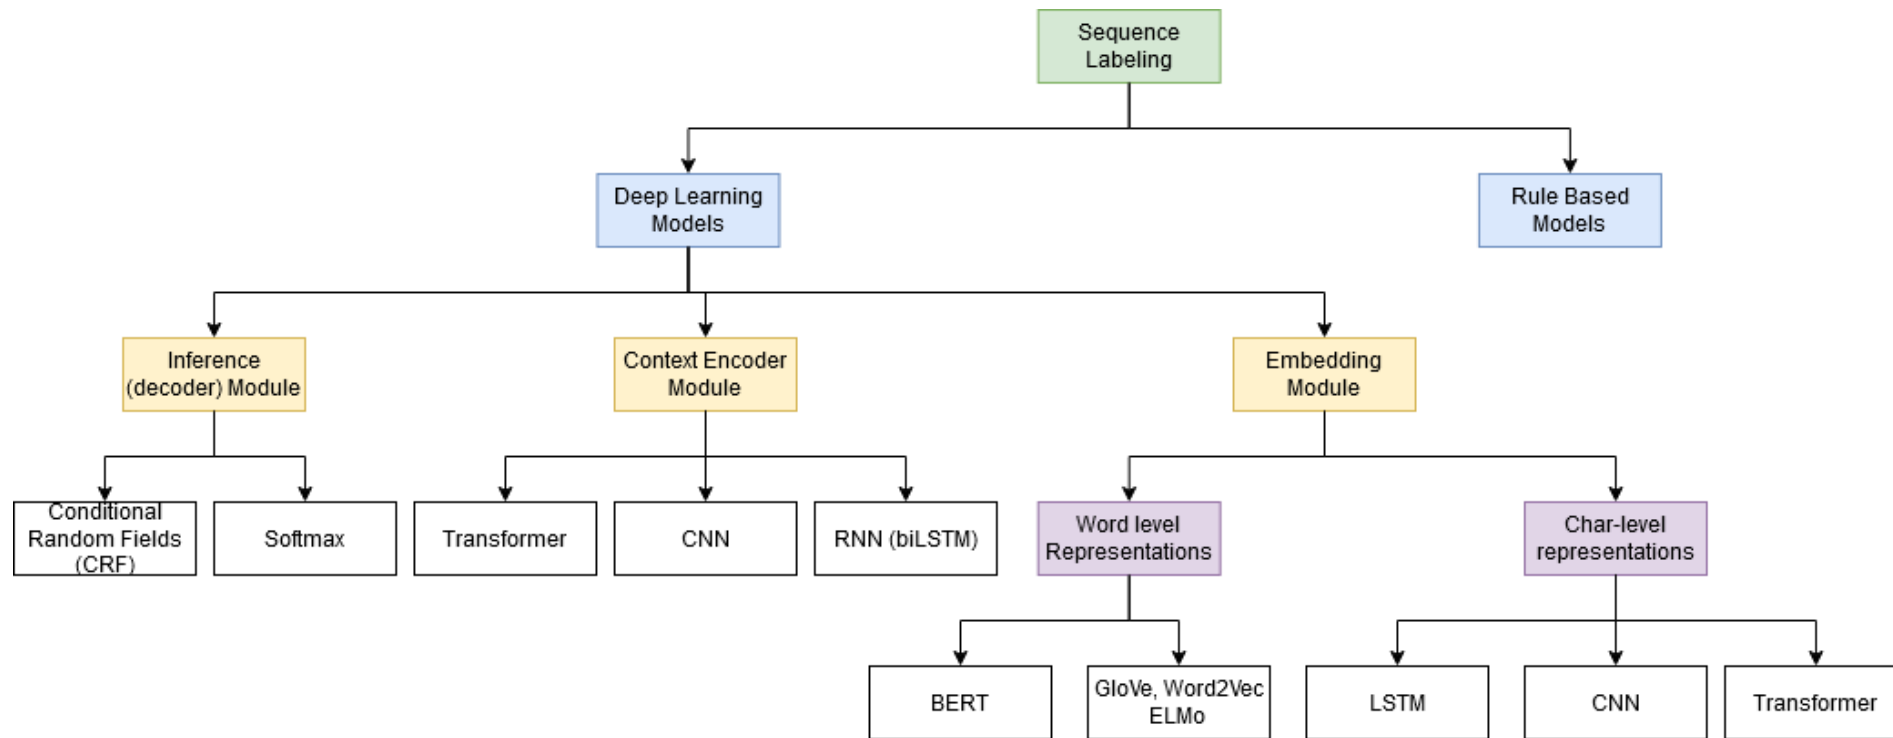 Sequence
Labeling
Deep Learning
Models
Rule Based
Models
Inference
(decoder) Module
Context Encoder
Module
Embedding
Module
Conditional
Random Fields
(CRF)
Softmax
Transformer
CNN
RNN (biLSTM)
Word level
Representations
Char-level
representations
BERT
GloVe, Word2Vec
ELMo
LSTM
CNN
Transformer